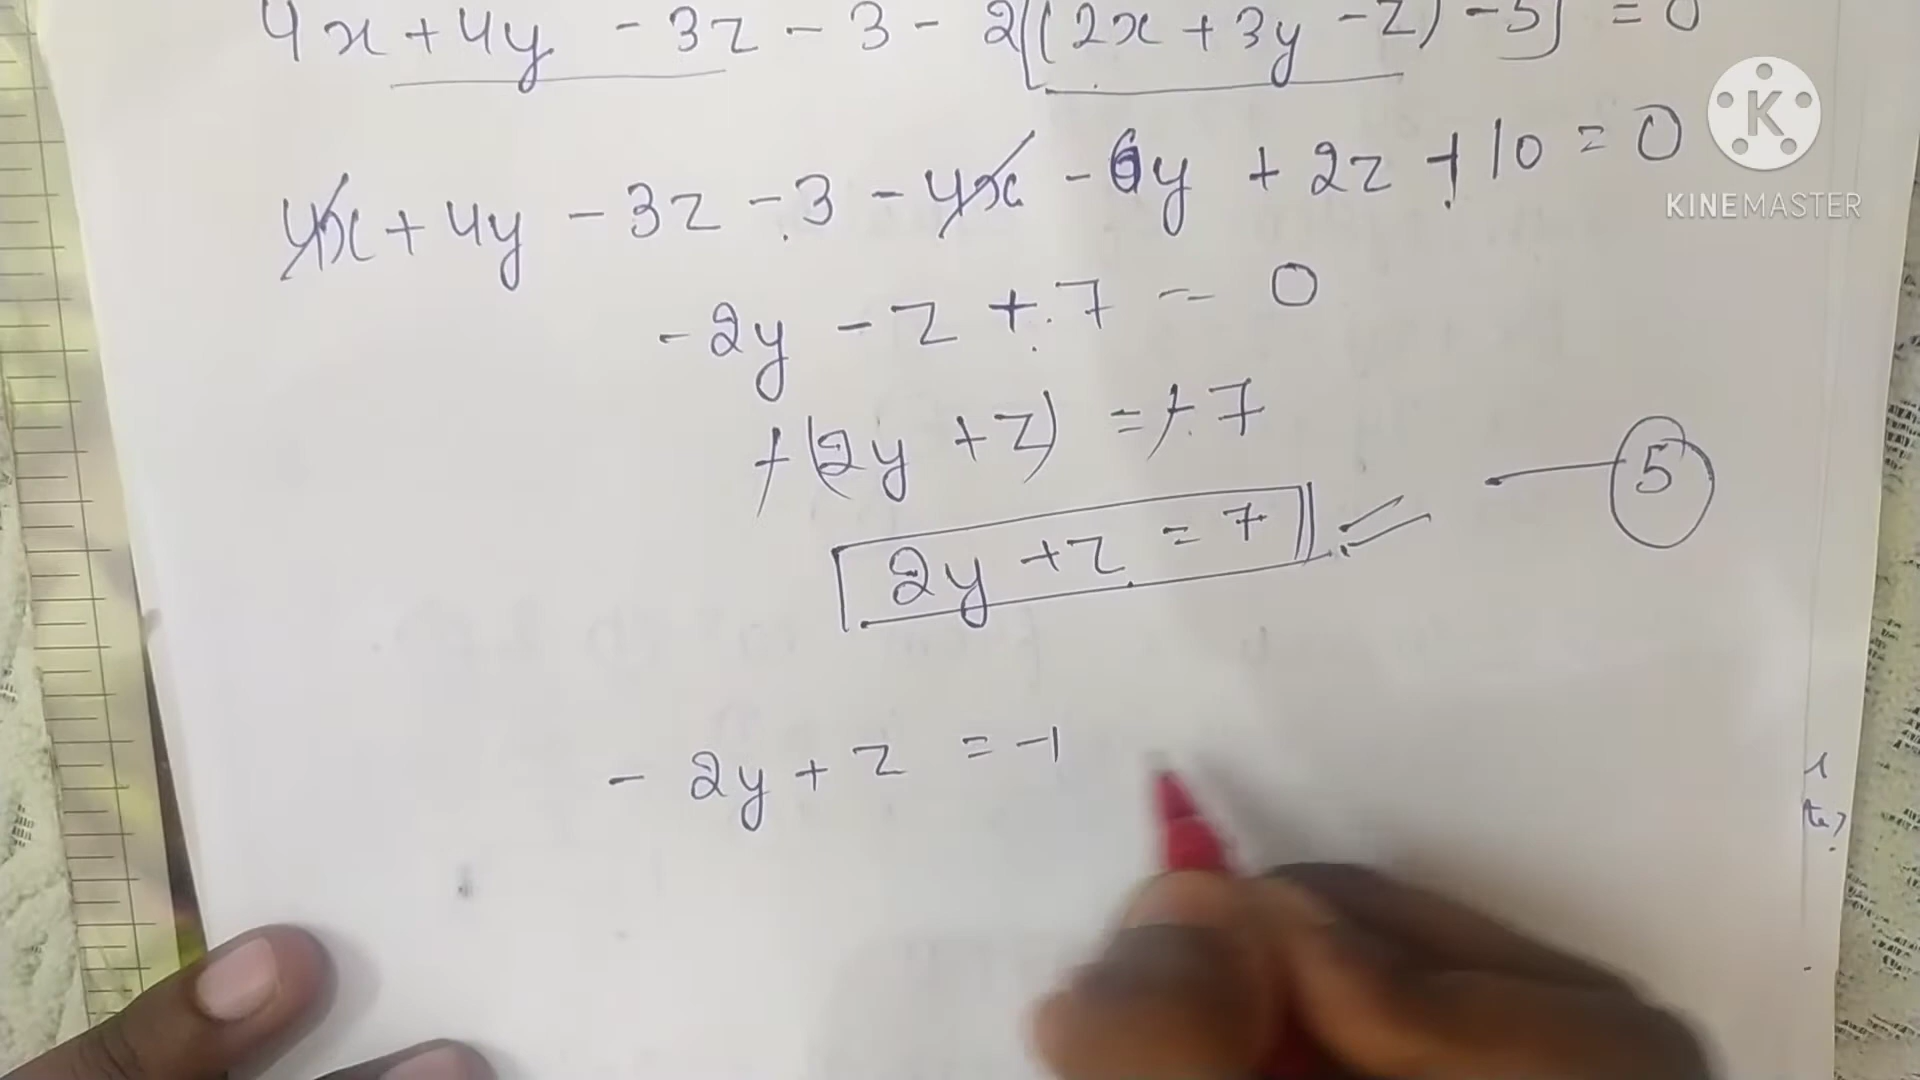 4x + 4y - 3z - 3 - 2[(2x + 3y - z) - 5] = 0
4x + 4y - 3z - 3 - 4x - 6y + 2z + 10 = 0
K
KINEMASTER
-2y - z + 7 = 0
-(2y + z) = -7
2y + z = 7 — 5
- 2y + z = -1